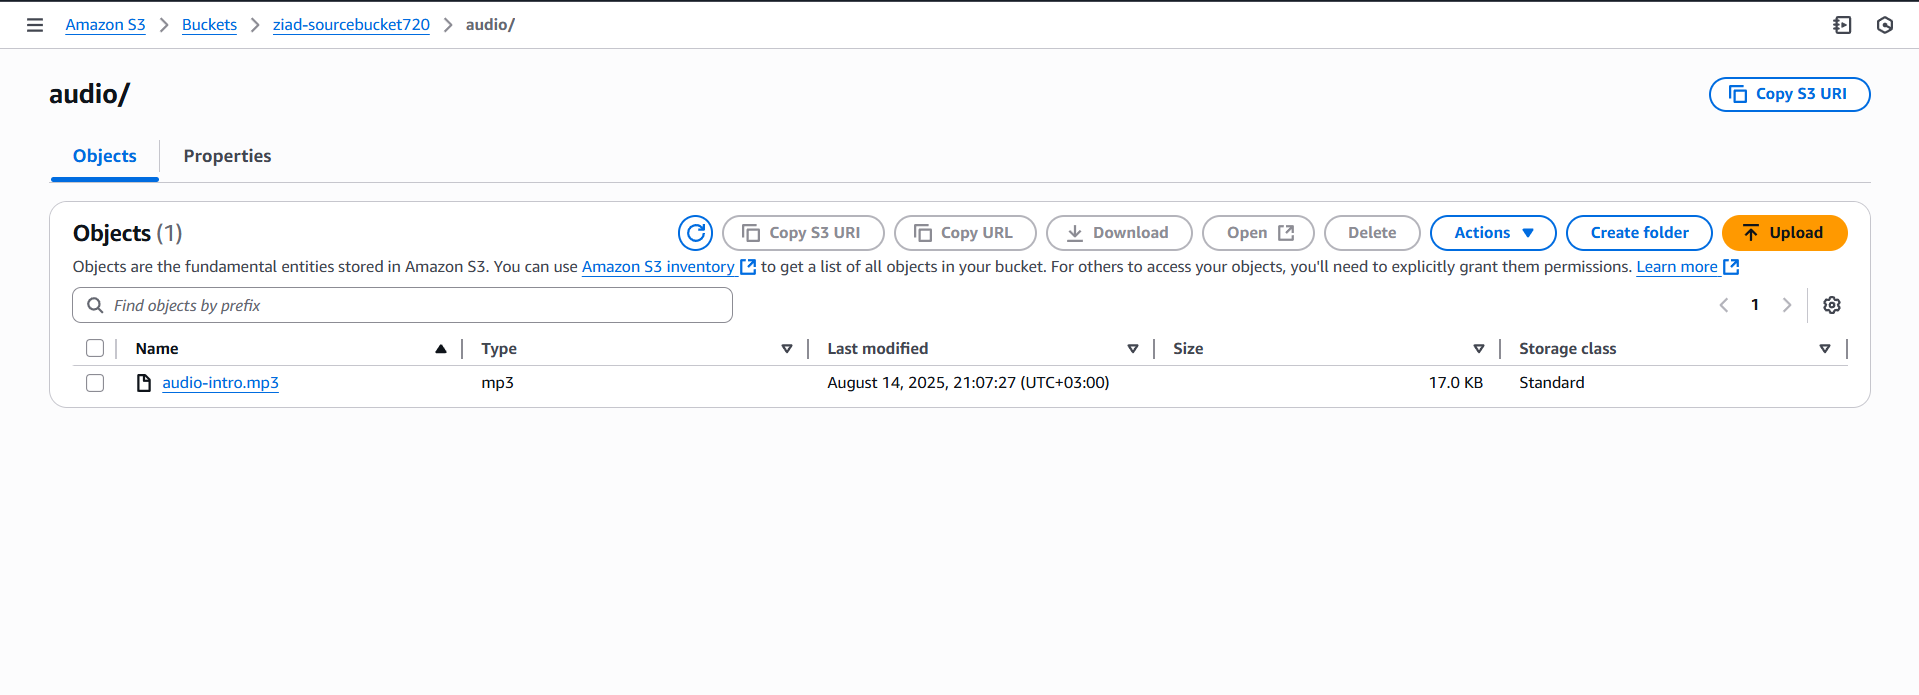 Amazon S3 > Buckets > ziad-sourcebucket720 > audio/
audio/
Copy S3 URI
Objects
Properties
Objects (1)
Copy S3 URI
Copy URL
Download
Open
Delete
Actions
Create folder
Upload
Objects are the fundamental entities stored in Amazon S3. You can use Amazon S3 inventory to get a list of all objects in your bucket. For others to access your objects, you'll need to explicitly grant them permissions. Learn more
Find objects by prefix
1
Name Type Last modified Size Storage class
audio-intro.mp3 mp3 August 14, 2025, 21:07:27 (UTC+03:00) 17.0 KB Standard